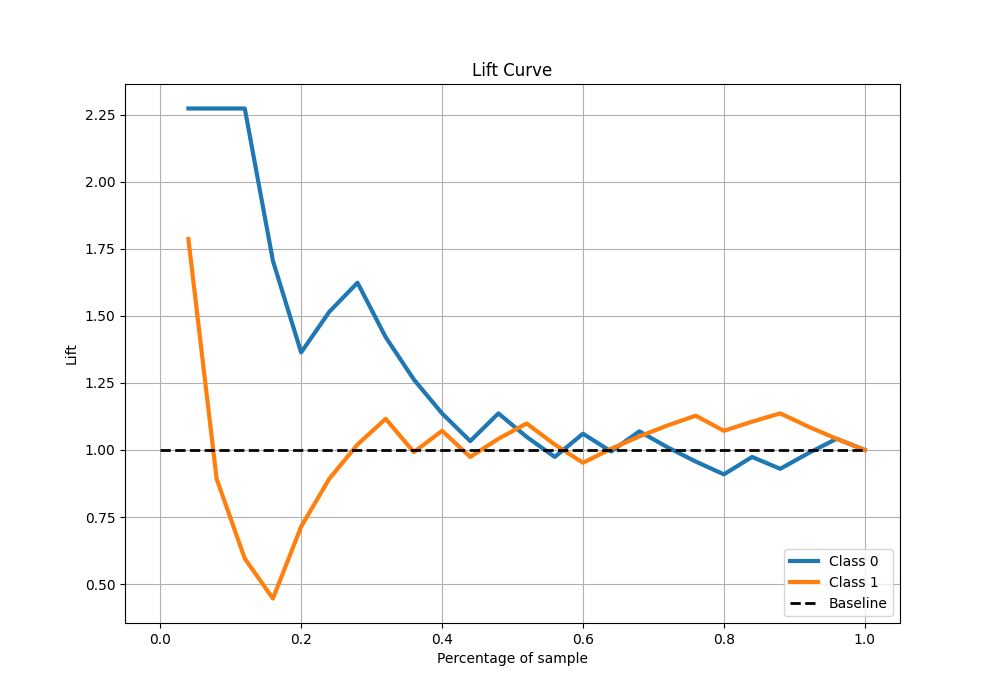 Lift Curve
Lift
2.25
2.00
1.75
1.50
1.25
1.00
0.75
0.50
0.0 0.2 0.4 0.6 0.8 1.0
Percentage of sample
Class 0
Class 1
Baseline